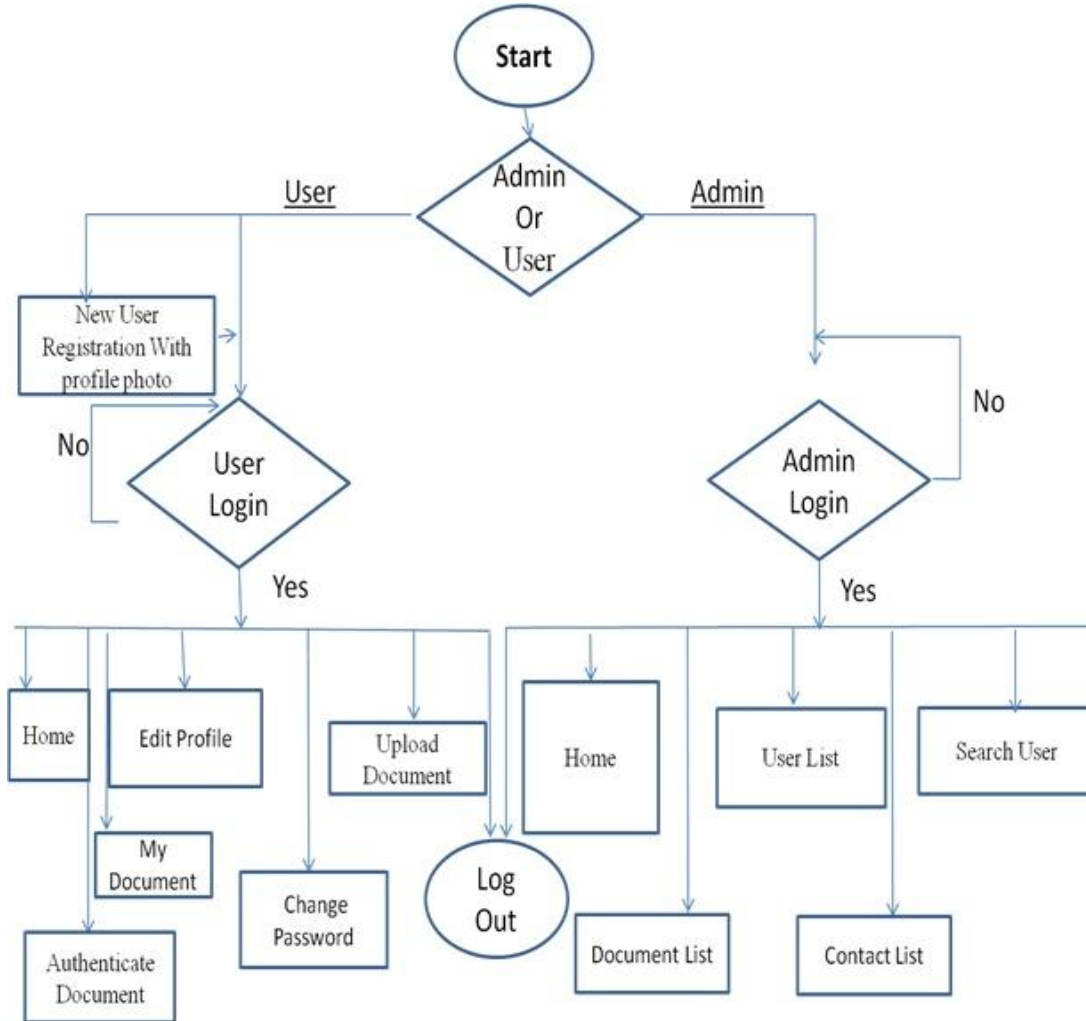 Start
Admin
Or
User
User
Admin
New User
Registration With
profile photo
No
No
User
Login
Admin
Login
Yes
Yes
Home
Edit Profile
Upload
Document
Home
User List
Search User
My
Document
Change
Password
Log
Out
Authenticate
Document
Document List
Contact List